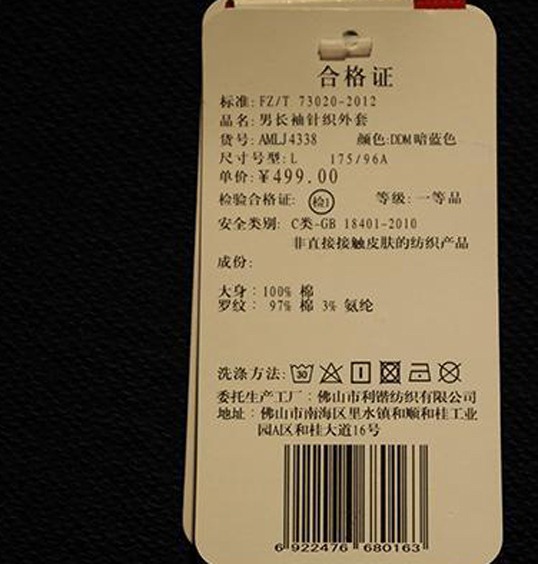 合格证
标准: FZ/T 73020-2012
品名: 男长袖针织外套
货号: AMLJ4338 颜色:DDM暗蓝色
尺寸号型: L 175/96A
单价: ¥499.00
检验合格证: 检1 等级: 一等品
安全类别: C类-GB 18401-2010
非直接接触皮肤的纺织产品
成份:
大身: 100% 棉
罗纹: 97% 棉 3% 氨纶
洗涤方法: 30
委托生产工厂: 佛山市利锴纺织有限公司
地址: 佛山市南海区里水镇和顺和桂工业
园A区和桂大道16号
6 922476 680163